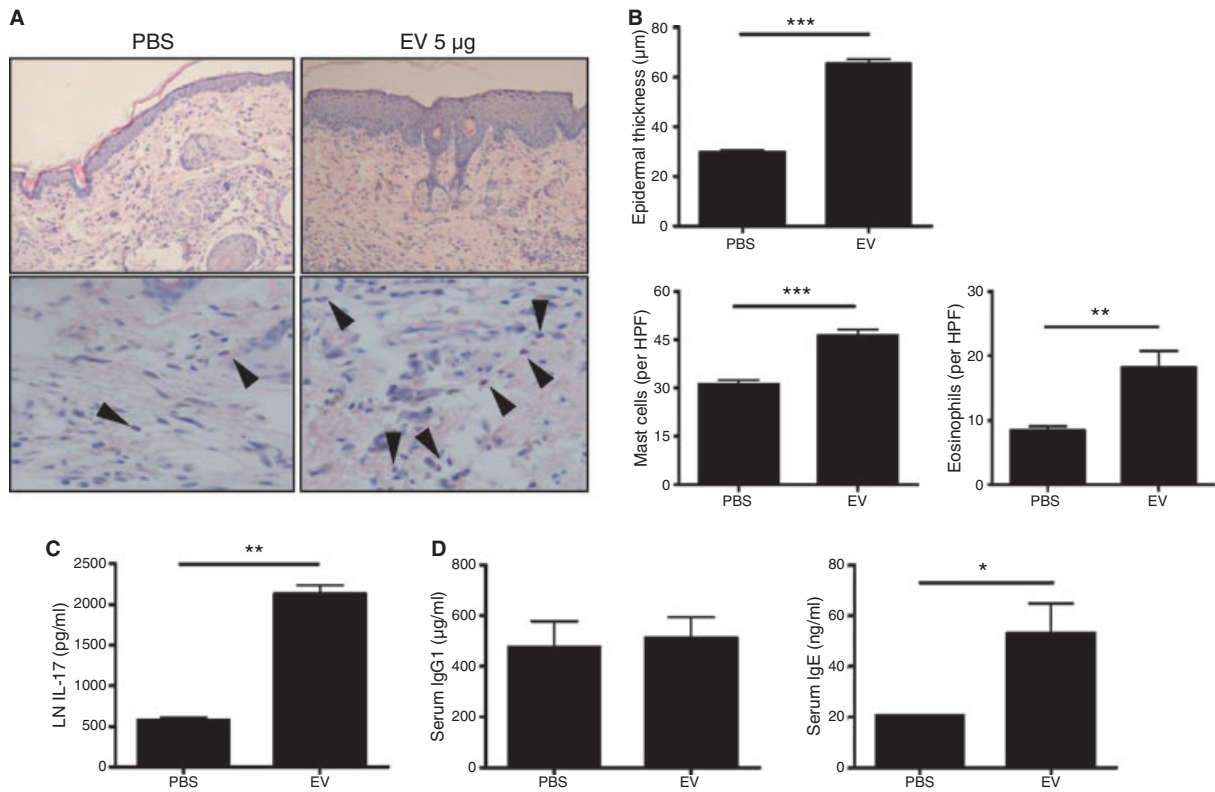 A
PBS
EV 5 µg
B
Epidermal thickness (µm)
80
60
40
20
0
***
PBS
EV
Mast cells (per HPF)
60
45
30
15
0
***
PBS
EV
Eosinophils (per HPF)
30
20
10
0
**
PBS
EV
C
LN IL-17 (pg/ml)
2500
2000
1500
1000
500
0
**
PBS
EV
D
Serum IgG1 (µg/ml)
800
600
400
200
0
PBS
EV
Serum IgE (ng/ml)
80
60
40
20
0
*
PBS
EV